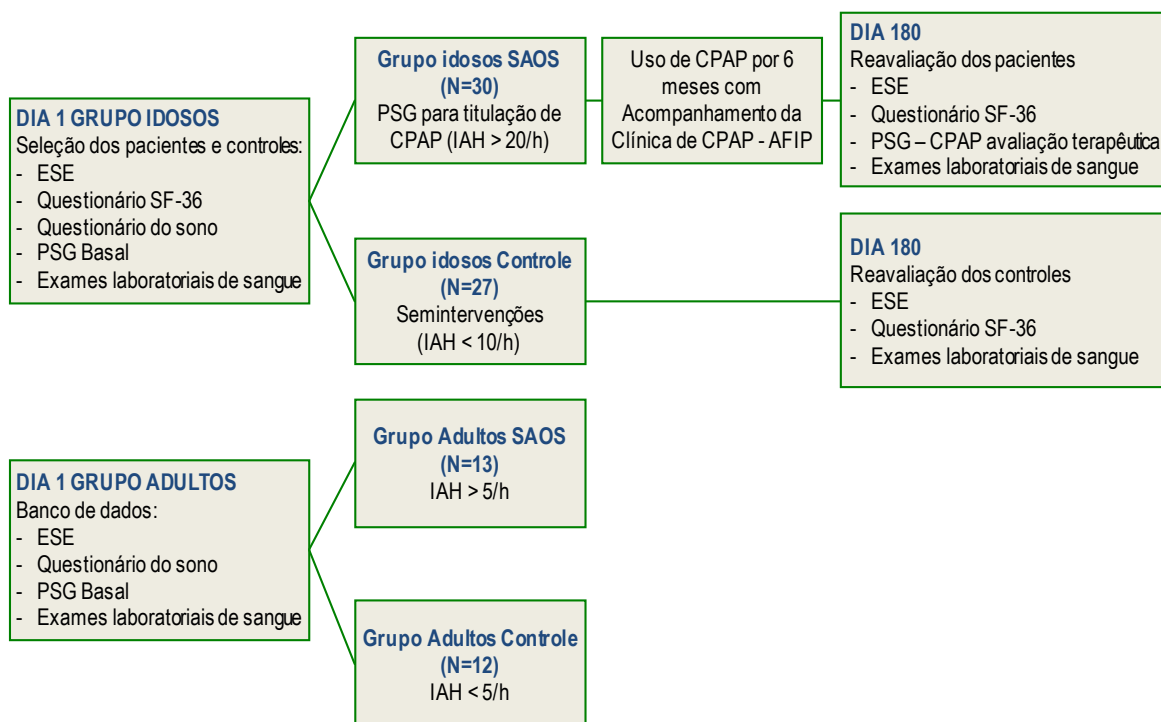 DIA 1 GRUPO IDOSOS
Seleção dos pacientes e controles:
- ESE
- Questionário SF-36
- Questionário do sono
- PSG Basal
- Exames laboratoriais de sangue
Grupo idosos SAOS
(N=30)
PSG para titulação de
CPAP (IAH > 20/h)
Uso de CPAP por 6
meses com
Acompanhamento da
Clínica de CPAP - AFIP
DIA 180
Reavaliação dos pacientes
- ESE
- Questionário SF-36
- PSG – CPAP avaliação terapêutica
- Exames laboratoriais de sangue
Grupo idosos Controle
(N=27)
Semintervenções
(IAH < 10/h)
DIA 180
Reavaliação dos controles
- ESE
- Questionário SF-36
- Exames laboratoriais de sangue
DIA 1 GRUPO ADULTOS
Banco de dados:
- ESE
- Questionário do sono
- PSG Basal
- Exames laboratoriais de sangue
Grupo Adultos SAOS
(N=13)
IAH > 5/h
Grupo Adultos Controle
(N=12)
IAH < 5/h